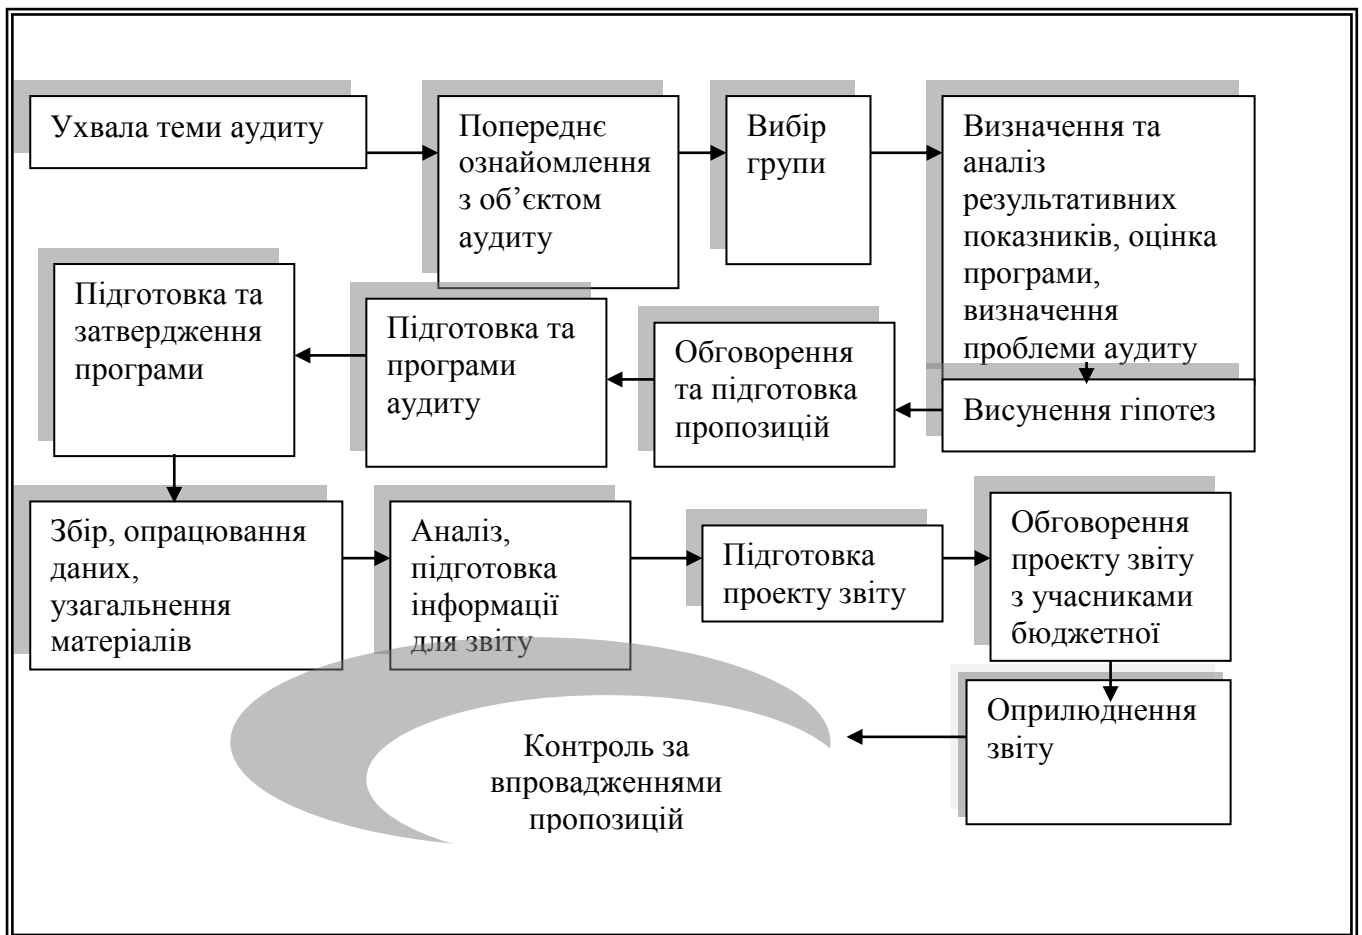 Ухвала теми аудиту
Попереднє
ознайомлення
з об’єктом
аудиту
Вибір
групи
Визначення та
аналіз
результативних
показників, оцінка
програми,
визначення
проблеми аудиту
Висунення гіпотез
Обговорення
та підготовка
пропозицій
Підготовка та
програми
аудиту
Підготовка та
затвердження
програми
Збір, опрацювання
даних,
узагальнення
матеріалів
Аналіз,
підготовка
інформації
для звіту
Підготовка
проекту звіту
Обговорення
проекту звіту
з учасниками
бюджетної
Оприлюднення
звіту
Контроль за
впровадженнями
пропозицій